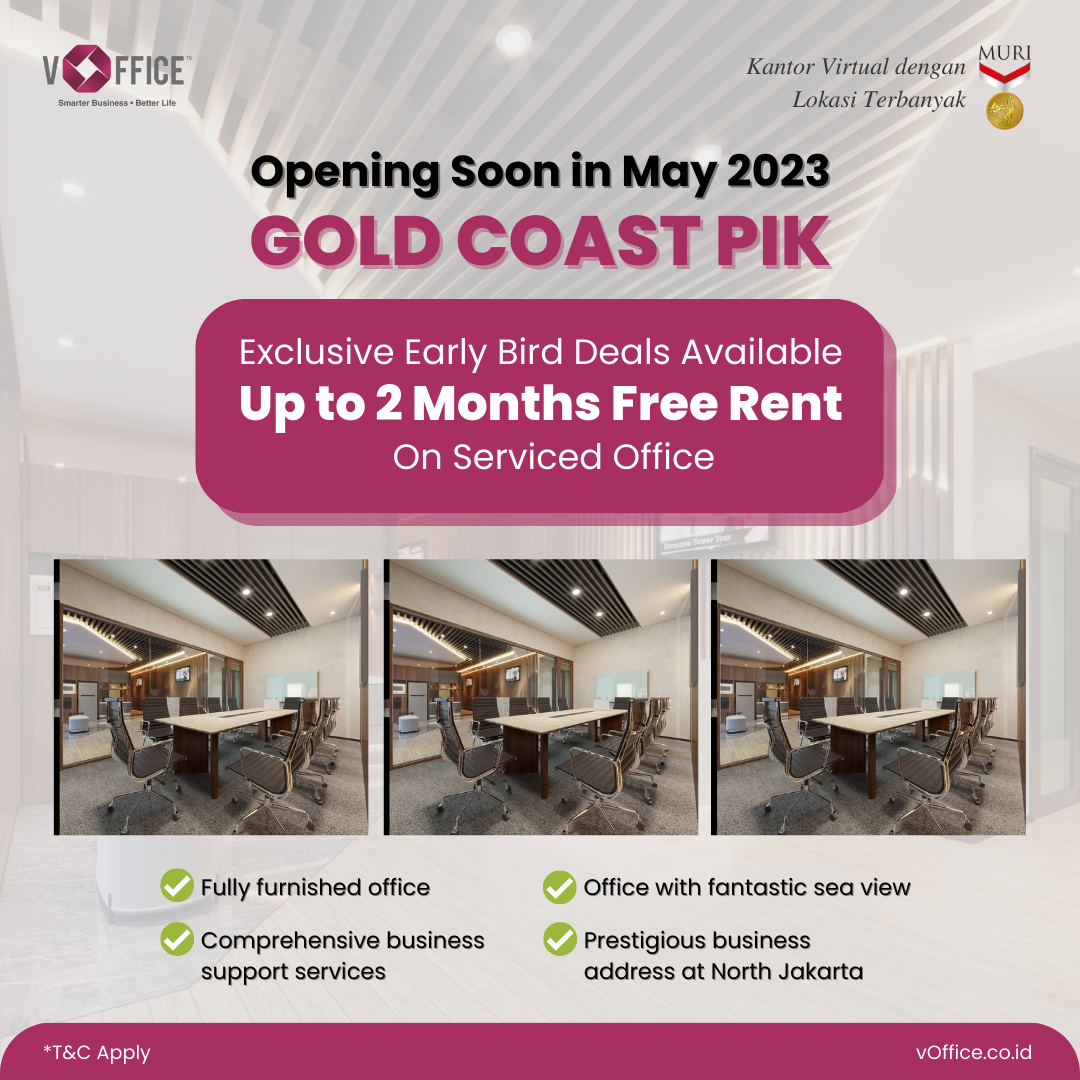 VOFFICE™
Smarter Business • Better Life
Kantor Virtual dengan
Lokasi Terbanyak
MURI
Opening Soon in May 2023
GOLD COAST PIK
Exclusive Early Bird Deals Available
Up to 2 Months Free Rent
On Serviced Office
Fully furnished office
Comprehensive business
support services
Office with fantastic sea view
Prestigious business
address at North Jakarta
*T&C Apply
vOffice.co.id